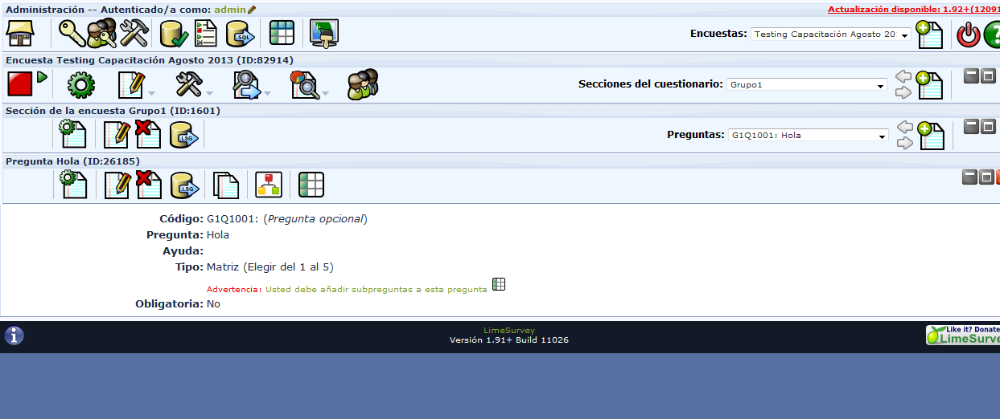 Administración -- Autenticado/a como: admin
Actualización disponible: 1.92+(12091
.SQL
Encuestas: Testing Capacitación Agosto 20
Encuesta Testing Capacitación Agosto 2013 (ID:82914)
Secciones del cuestionario: Grupo1
Sección de la encuesta Grupo1 (ID:1601)
.LSG
Preguntas: G1Q1001: Hola
Pregunta Hola (ID:26185)
.LSQ
Código: G1Q1001: (Pregunta opcional)
Pregunta: Hola
Ayuda:
Tipo: Matriz (Elegir del 1 al 5)
Advertencia: Usted debe añadir subpreguntas a esta pregunta
Obligatoria: No
LimeSurvey
Versión 1.91+ Build 11026
Like it? Donate
LimeSurve